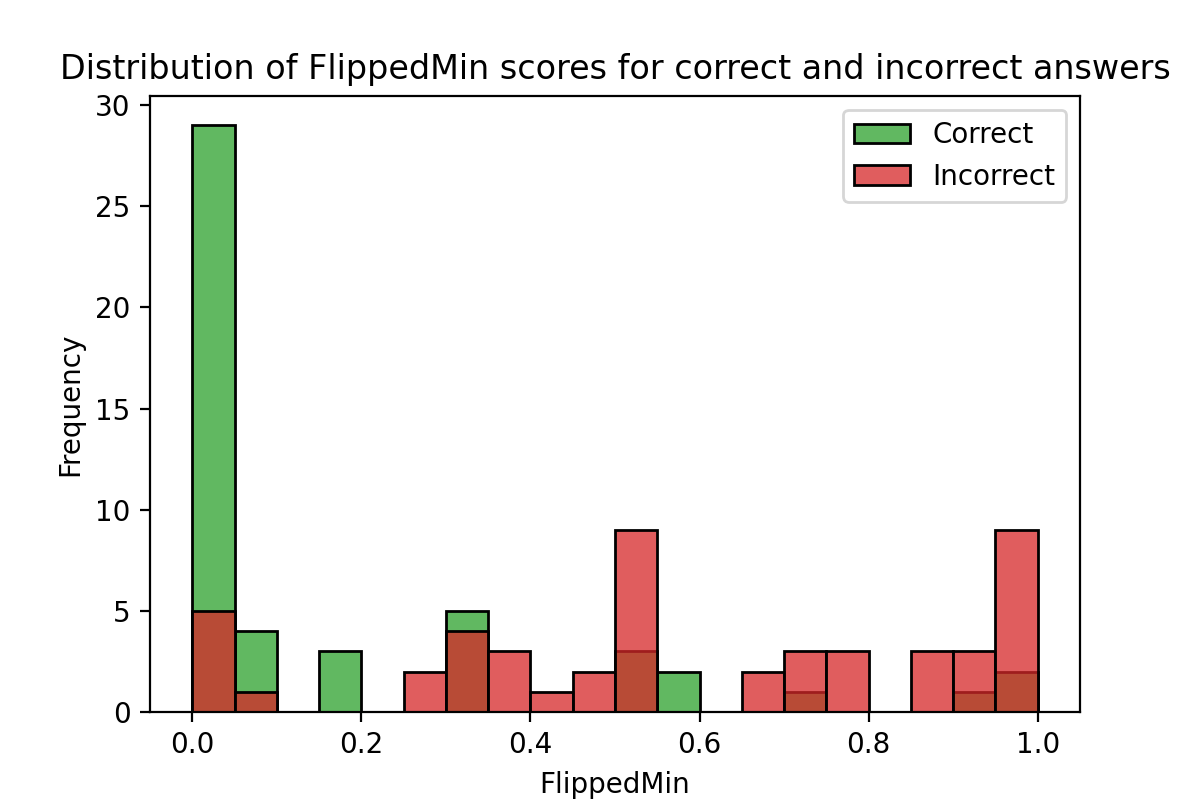 Distribution of FlippedMin scores for correct and incorrect answers
30
25
20
15
10
5
0
Frequency
Correct
Incorrect
0.0 0.2 0.4 0.6 0.8 1.0
FlippedMin